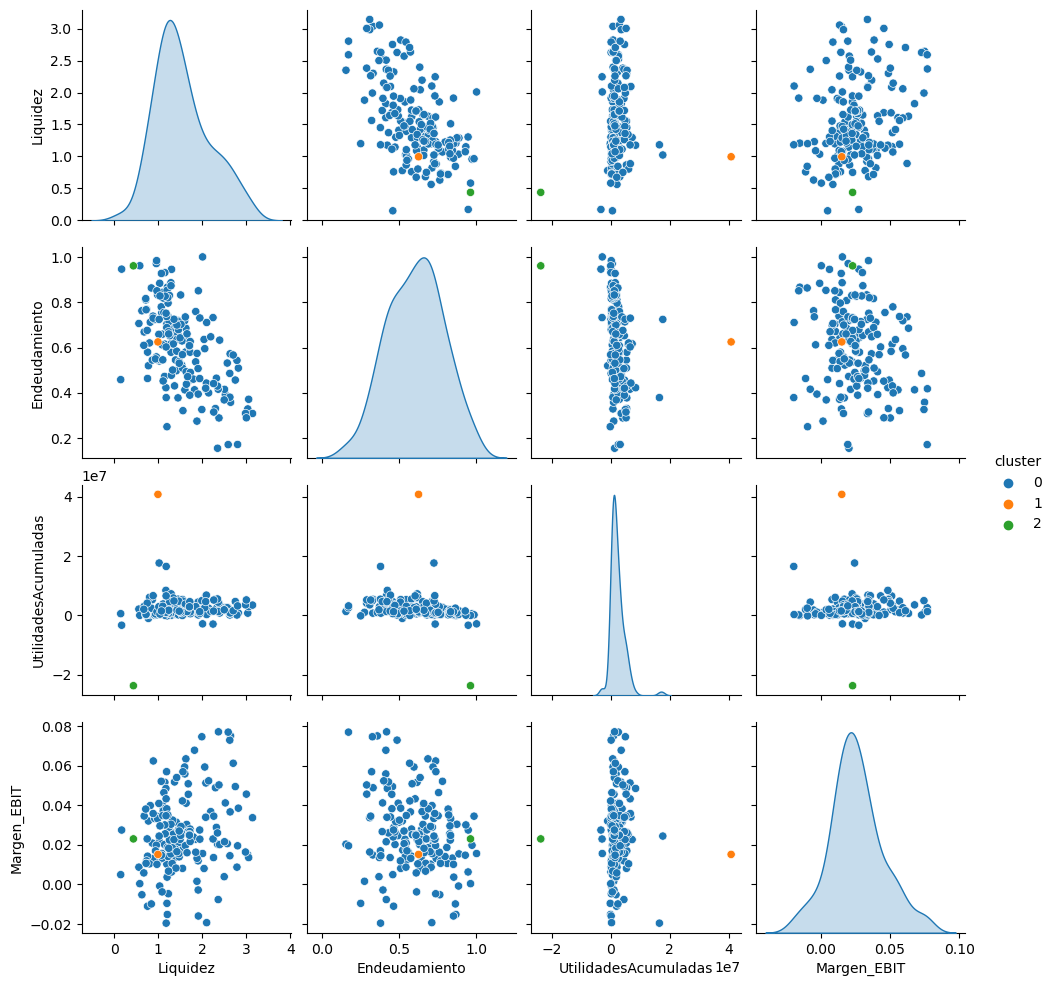 3.0
2.5
2.0
1.5
1.0
0.5
0.0
Liquidez
1.0
0.8
0.6
0.4
0.2
Endeudamiento
1e7
4
2
0
−2
UtilidadesAcumuladas
cluster
0
1
2
0.08
0.06
0.04
0.02
0.00
−0.02
Margen_EBIT
0 1 2 3 4
Liquidez
0.0 0.5 1.0
Endeudamiento
−2 0 2 4
UtilidadesAcumuladas 1e7
0.00 0.05 0.10
Margen_EBIT